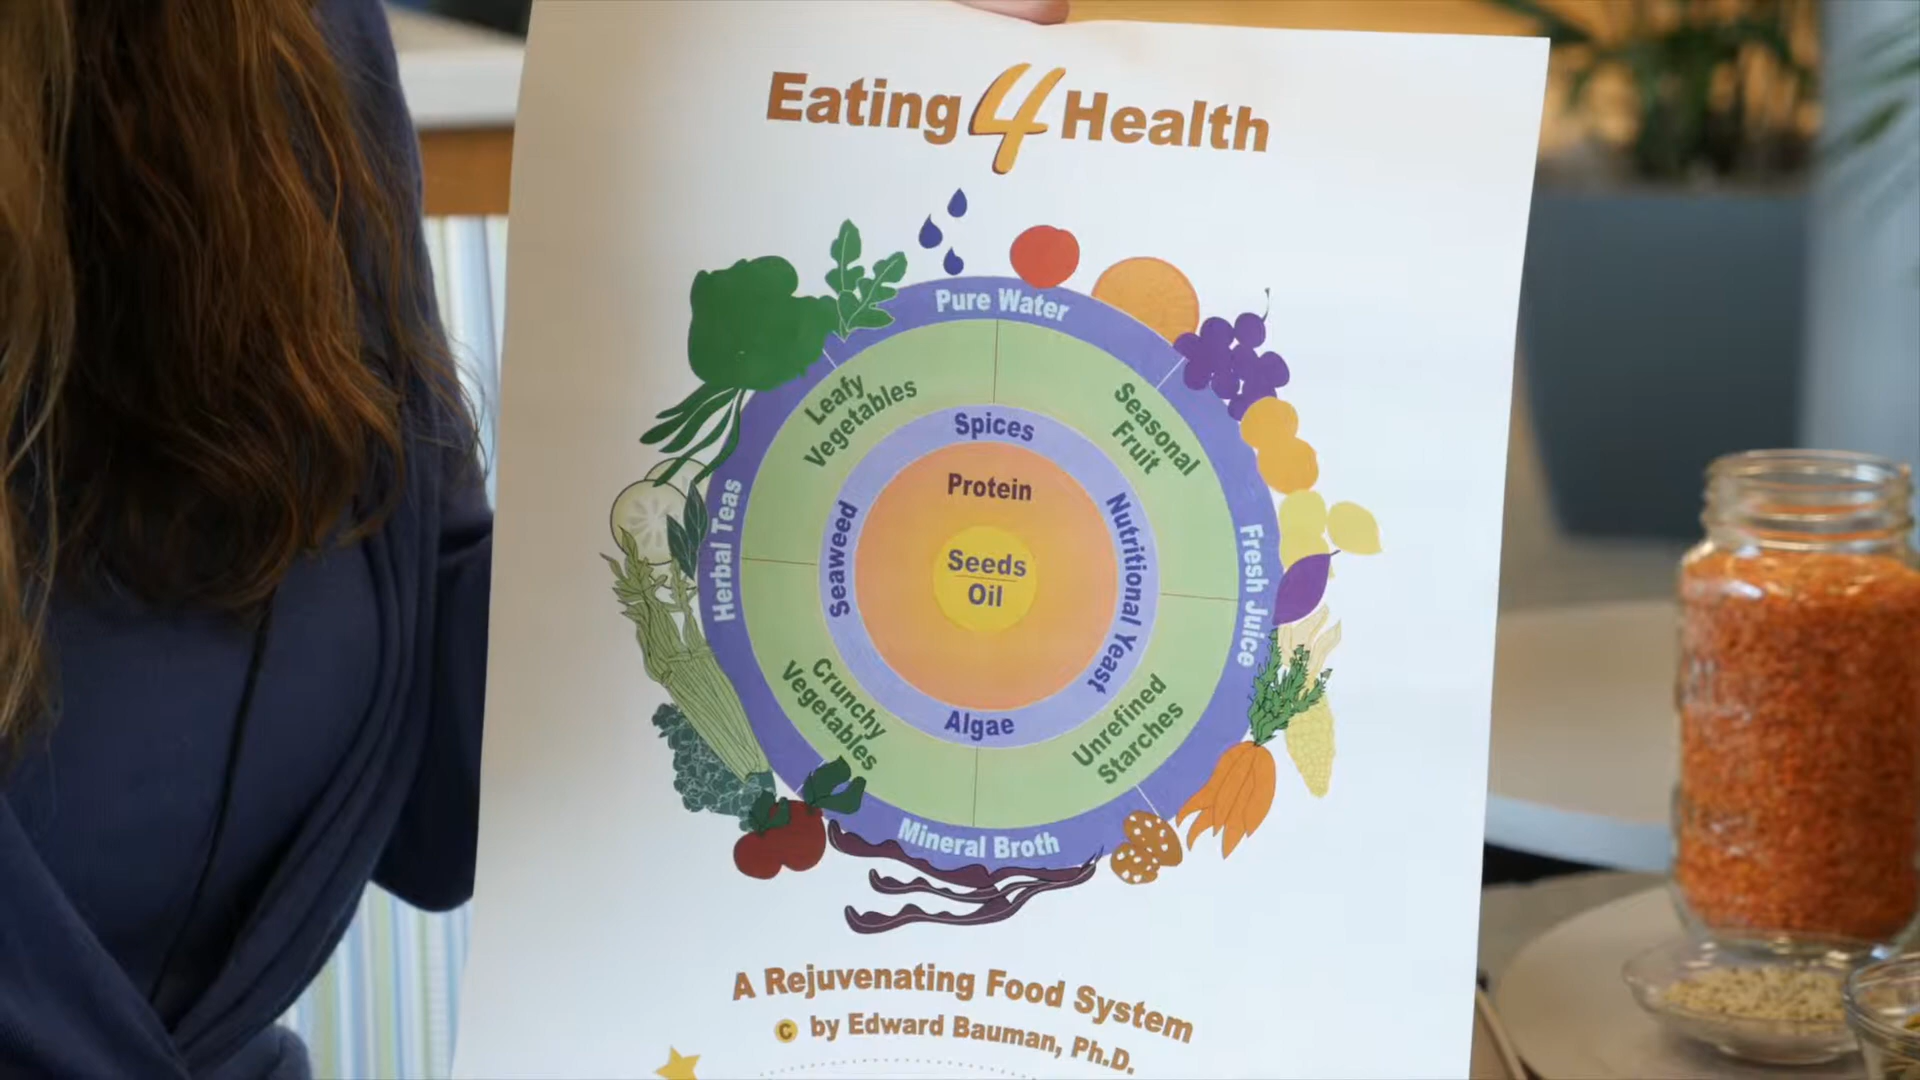 Eating 4 Health
Pure Water
Leafy
Vegetables
Seasonal
Fruit
Spices
Protein
Herbal Teas
Seaweed
Seeds
Oil
Nutritional Yeast
Fresh Juice
Crunchy
Vegetables
Algae
Unrefined
Starches
Mineral Broth
A Rejuvenating Food System
© by Edward Bauman, Ph.D.